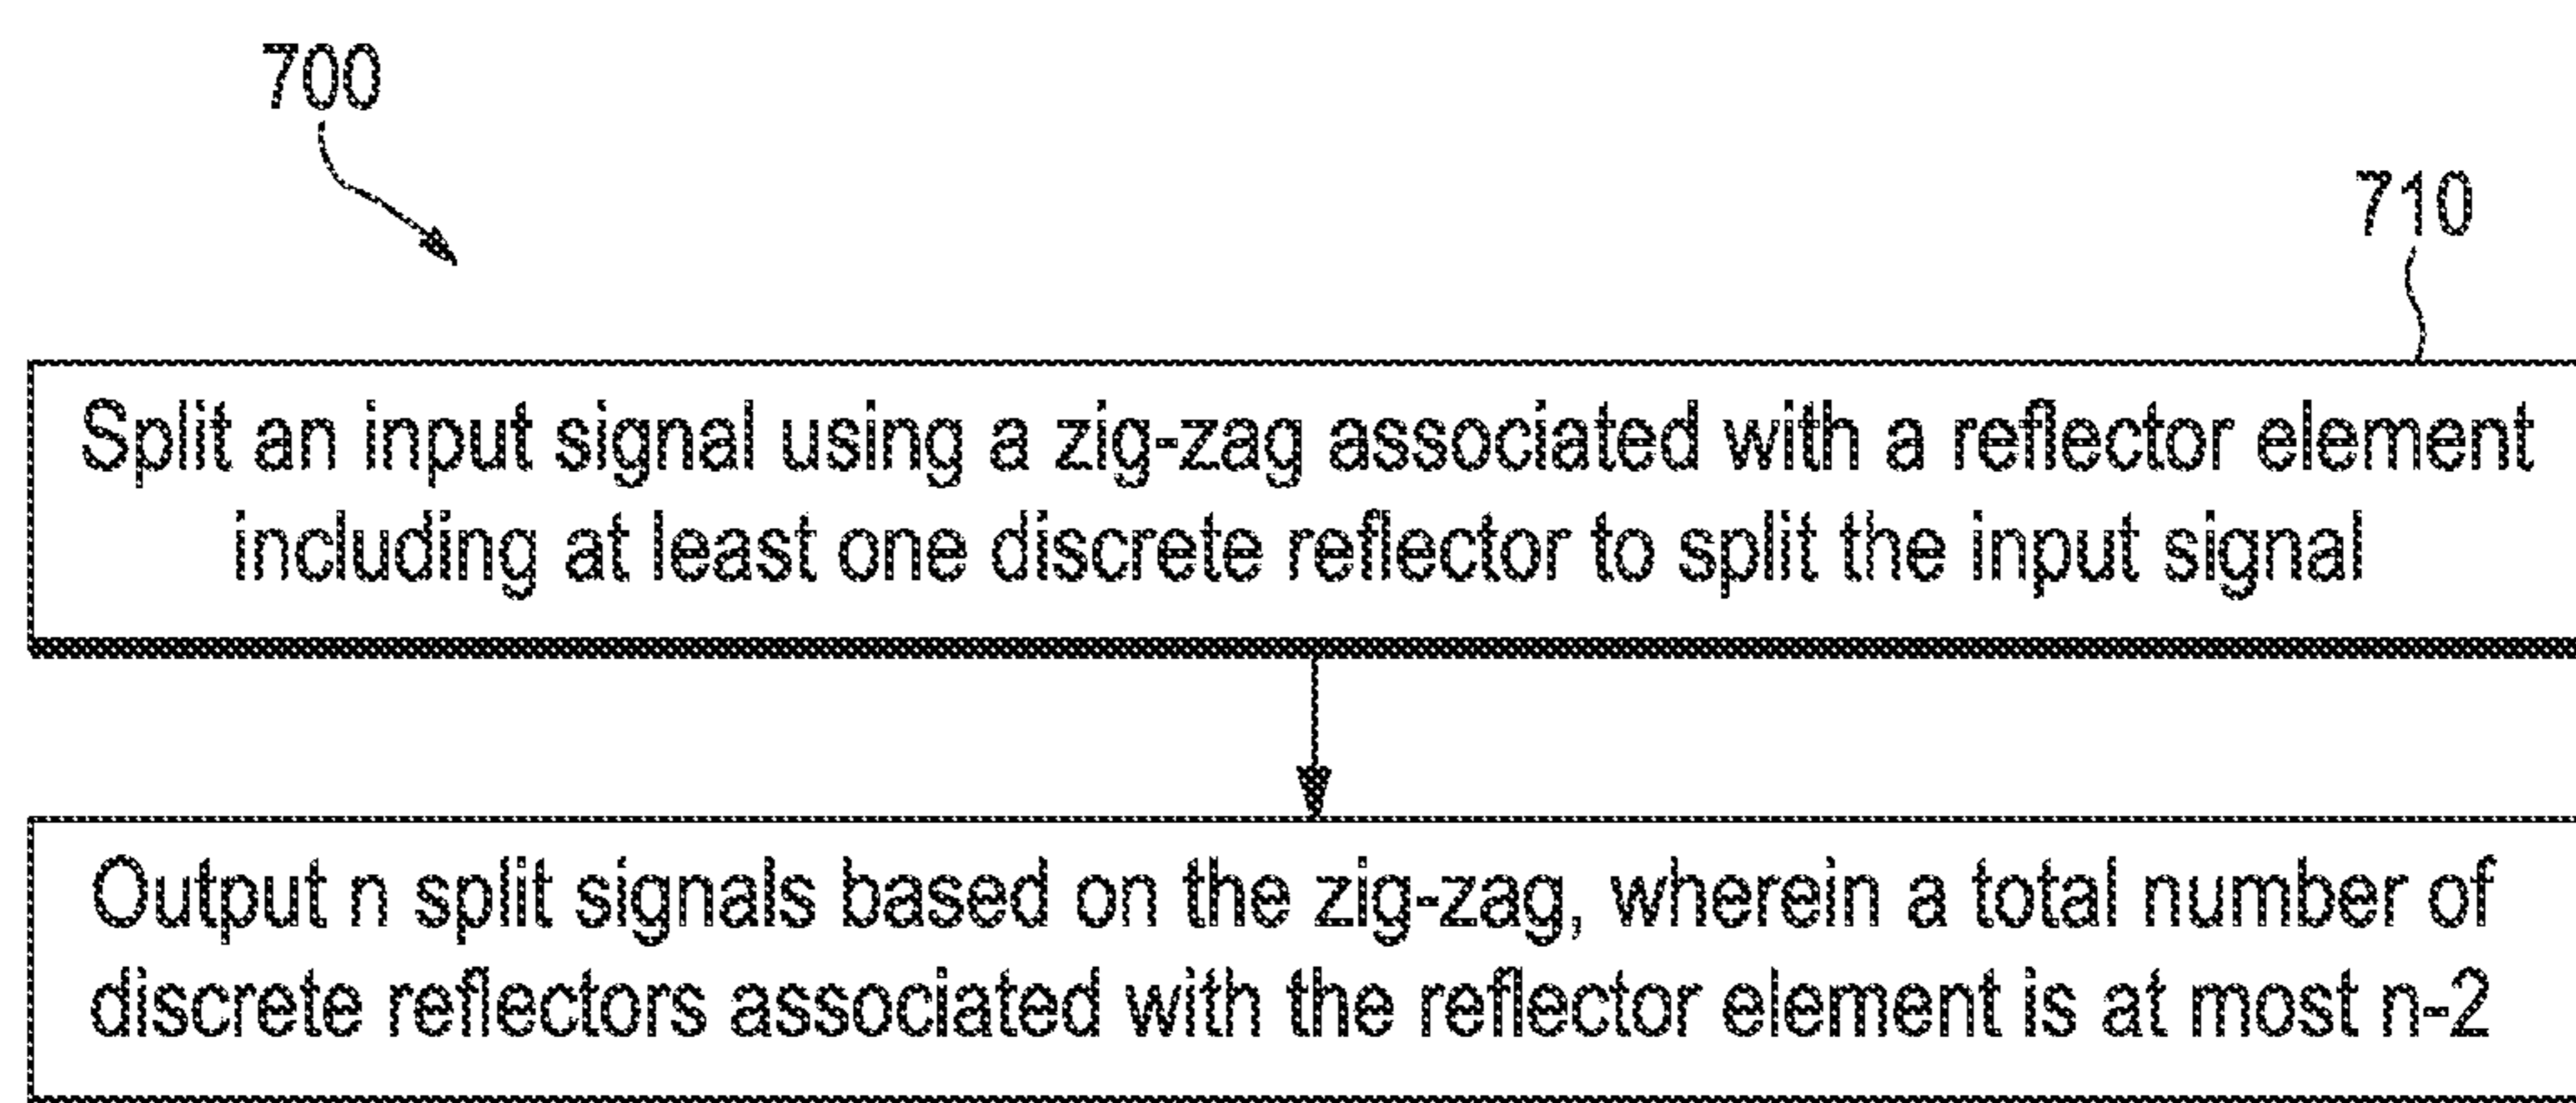 700
710
Split an input signal using a zig-zag associated with a reflector element
including at least one discrete reflector to split the input signal
Output n split signals based on the zig-zag, wherein a total number of
discrete reflectors associated with the reflector element is at most n-2